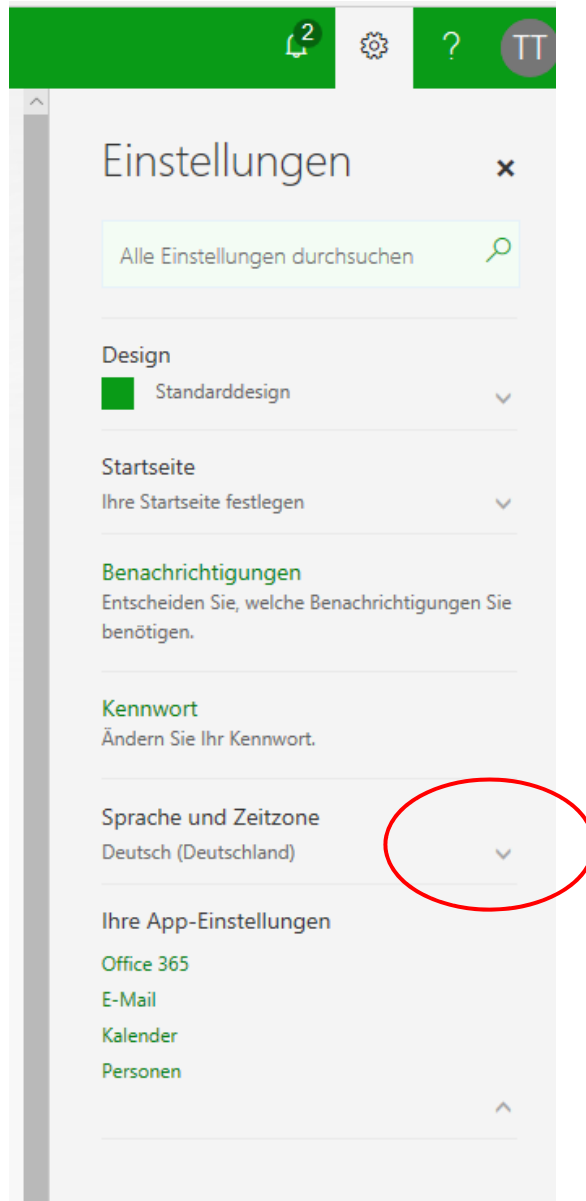 2
?
TT
Einstellungen
Alle Einstellungen durchsuchen
Design
Standarddesign
Startseite
Ihre Startseite festlegen
Benachrichtigungen
Entscheiden Sie, welche Benachrichtigungen Sie
benötigen.
Kennwort
Ändern Sie Ihr Kennwort.
Sprache und Zeitzone
Deutsch (Deutschland)
Ihre App-Einstellungen
Office 365
E-Mail
Kalender
Personen